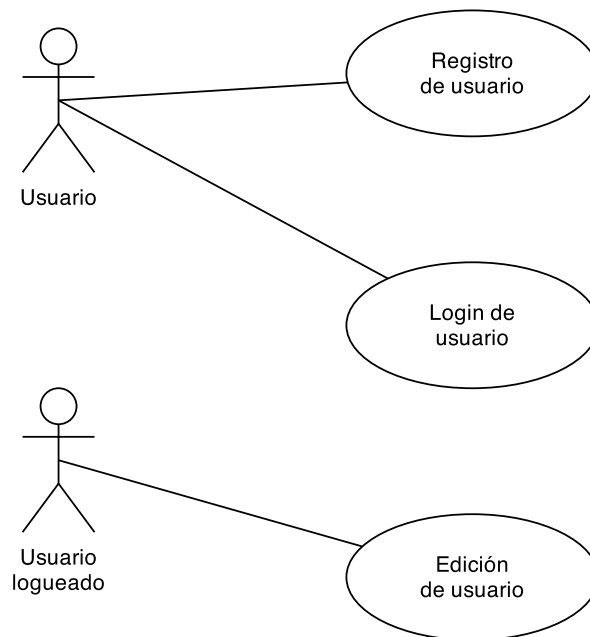 Registro
de usuario
Usuario
Login de
usuario
Usuario
logueado
Edición
de usuario